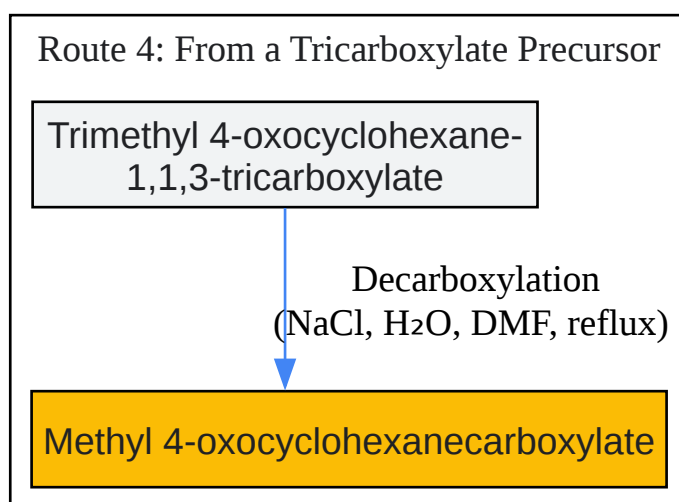 Route 4: From a Tricarboxylate Precursor
Trimethyl 4-oxocyclohexane-
1,1,3-tricarboxylate
Decarboxylation
(NaCl, H₂O, DMF, reflux)
Methyl 4-oxocyclohexanecarboxylate